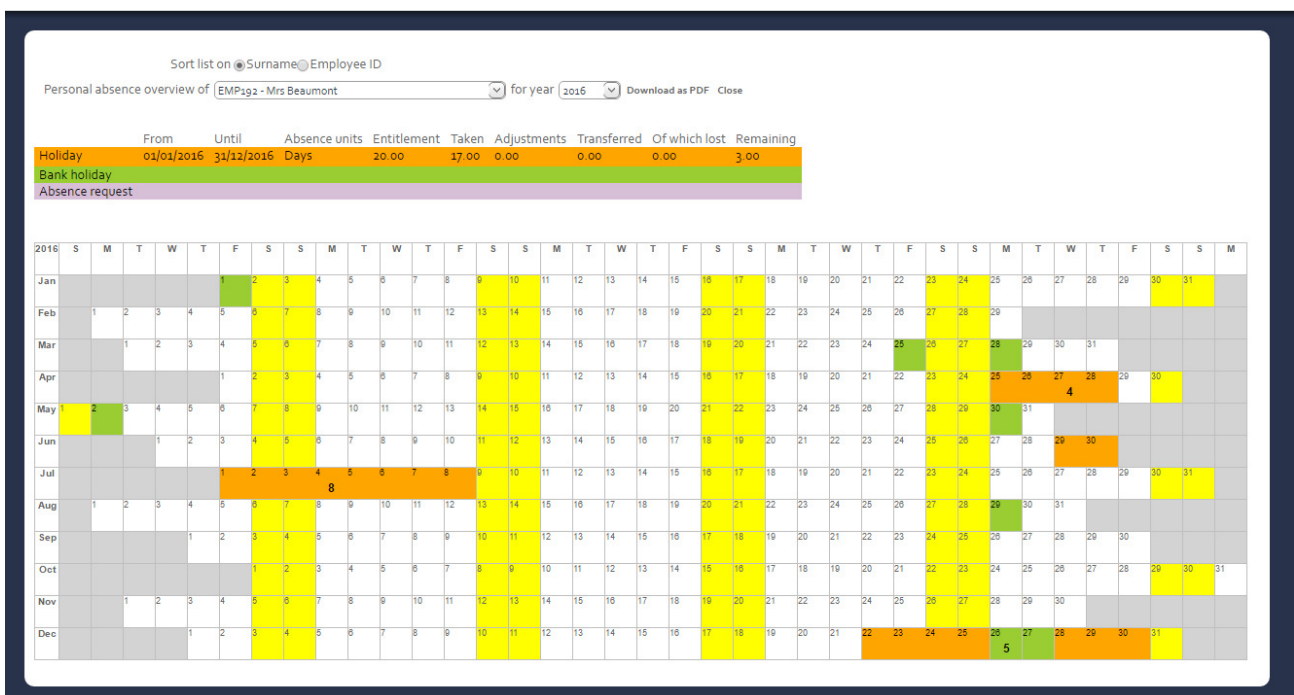 Sort list on Surname Employee ID
Personal absence overview of EMP192 - Mrs Beaumont for year 2016 Download as PDF Close
From Until Absence units Entitlement Taken Adjustments Transferred Of which lost Remaining
Holiday 01/01/2016 31/12/2016 Days 20.00 17.00 0.00 0.00 0.00 3.00
Bank holiday
Absence request
2016 S M T W T F S S M T W T F S S M T W T F S S M T W T F S S M T W T F S S M
Jan 1 2 3 4 5 6 7 8 9 10 11 12 13 14 15 16 17 18 19 20 21 22 23 24 25 26 27 28 29 30 31
Feb 1 2 3 4 5 6 7 8 9 10 11 12 13 14 15 16 17 18 19 20 21 22 23 24 25 26 27 28 29
Mar 1 2 3 4 5 6 7 8 9 10 11 12 13 14 15 16 17 18 19 20 21 22 23 24 25 26 27 28 29 30 31
Apr 1 2 3 4 5 6 7 8 9 10 11 12 13 14 15 16 17 18 19 20 21 22 23 24 25 26 27 28 29 30
4
May 1 2 3 4 5 6 7 8 9 10 11 12 13 14 15 16 17 18 19 20 21 22 23 24 25 26 27 28 29 30 31
Jun 1 2 3 4 5 6 7 8 9 10 11 12 13 14 15 16 17 18 19 20 21 22 23 24 25 26 27 28 29 30
Jul 1 2 3 4 5 6 7 8 9 10 11 12 13 14 15 16 17 18 19 20 21 22 23 24 25 26 27 28 29 30 31
8
Aug 1 2 3 4 5 6 7 8 9 10 11 12 13 14 15 16 17 18 19 20 21 22 23 24 25 26 27 28 29 30 31
Sep 1 2 3 4 5 6 7 8 9 10 11 12 13 14 15 16 17 18 19 20 21 22 23 24 25 26 27 28 29 30
Oct 1 2 3 4 5 6 7 8 9 10 11 12 13 14 15 16 17 18 19 20 21 22 23 24 25 26 27 28 29 30 31
Nov 1 2 3 4 5 6 7 8 9 10 11 12 13 14 15 16 17 18 19 20 21 22 23 24 25 26 27 28 29 30
Dec 1 2 3 4 5 6 7 8 9 10 11 12 13 14 15 16 17 18 19 20 21 22 23 24 25 26 27 28 29 30 31
5